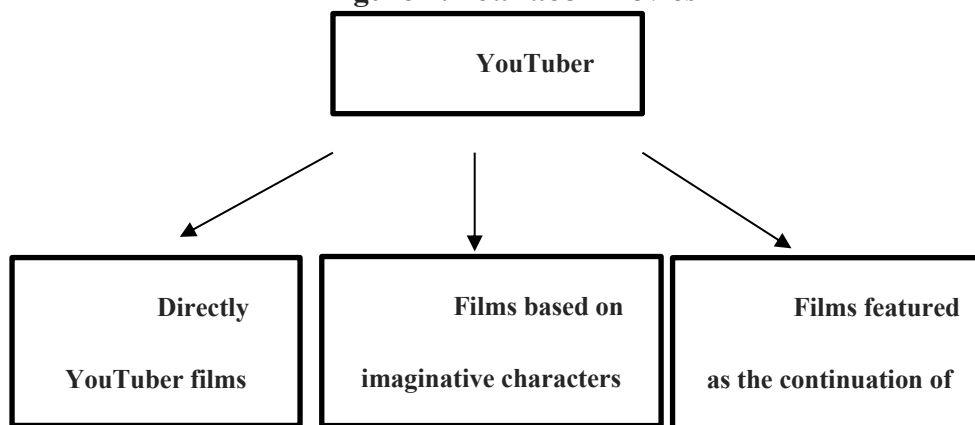 YouTuber
Directly
YouTuber films
Films based on
imaginative characters
Films featured
as the continuation of